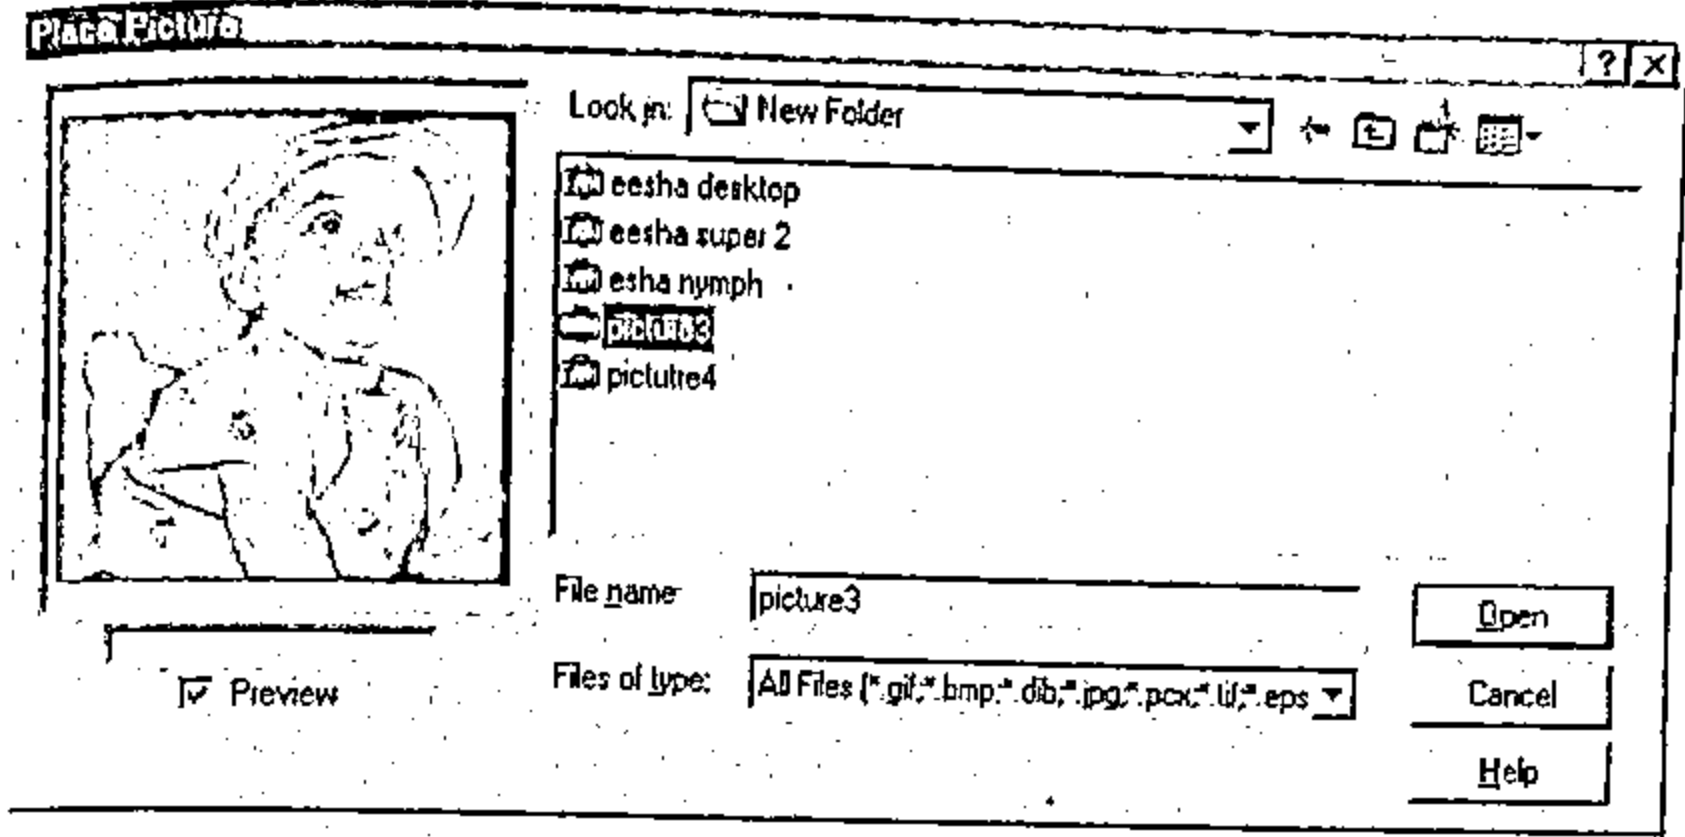 Place Picture
Look in: New Folder
eesha desktop
eesha super 2
esha nymph
picture3
pictutre4
File name: picture3
Open
Files of type: All Files (*.gif;*.bmp;*.dib;*.jpg;*.pcx;*.tif;*.eps
Cancel
Preview
Help